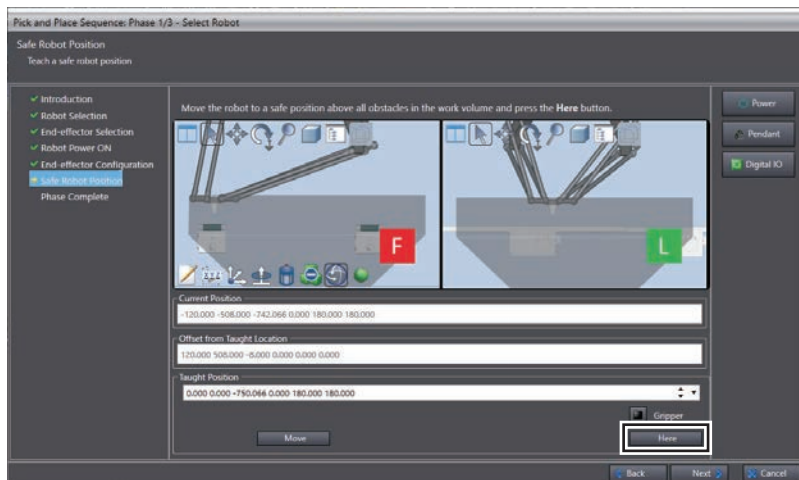 Pick and Place Sequence: Phase 1/3 - Select Robot
Safe Robot Position
Teach a safe robot position
Introduction
Robot Selection
End-effector Selection
Robot Power ON
End-effector Configuration
Safe Robot Position
Phase Complete
Move the robot to a safe position above all obstacles in the work volume and press the Here button.
F
L
Current Position
-120.000 -508.000 -742.066 0.000 180.000 180.000
Offset from Taught Location
120.000 508.000 -8.000 0.000 0.000 0.000
Taught Position
0.000 0.000 -750.066 0.000 180.000 180.000
Gripper
Move
Here
Power
Pendant
Digital IO
Back
Next
Cancel